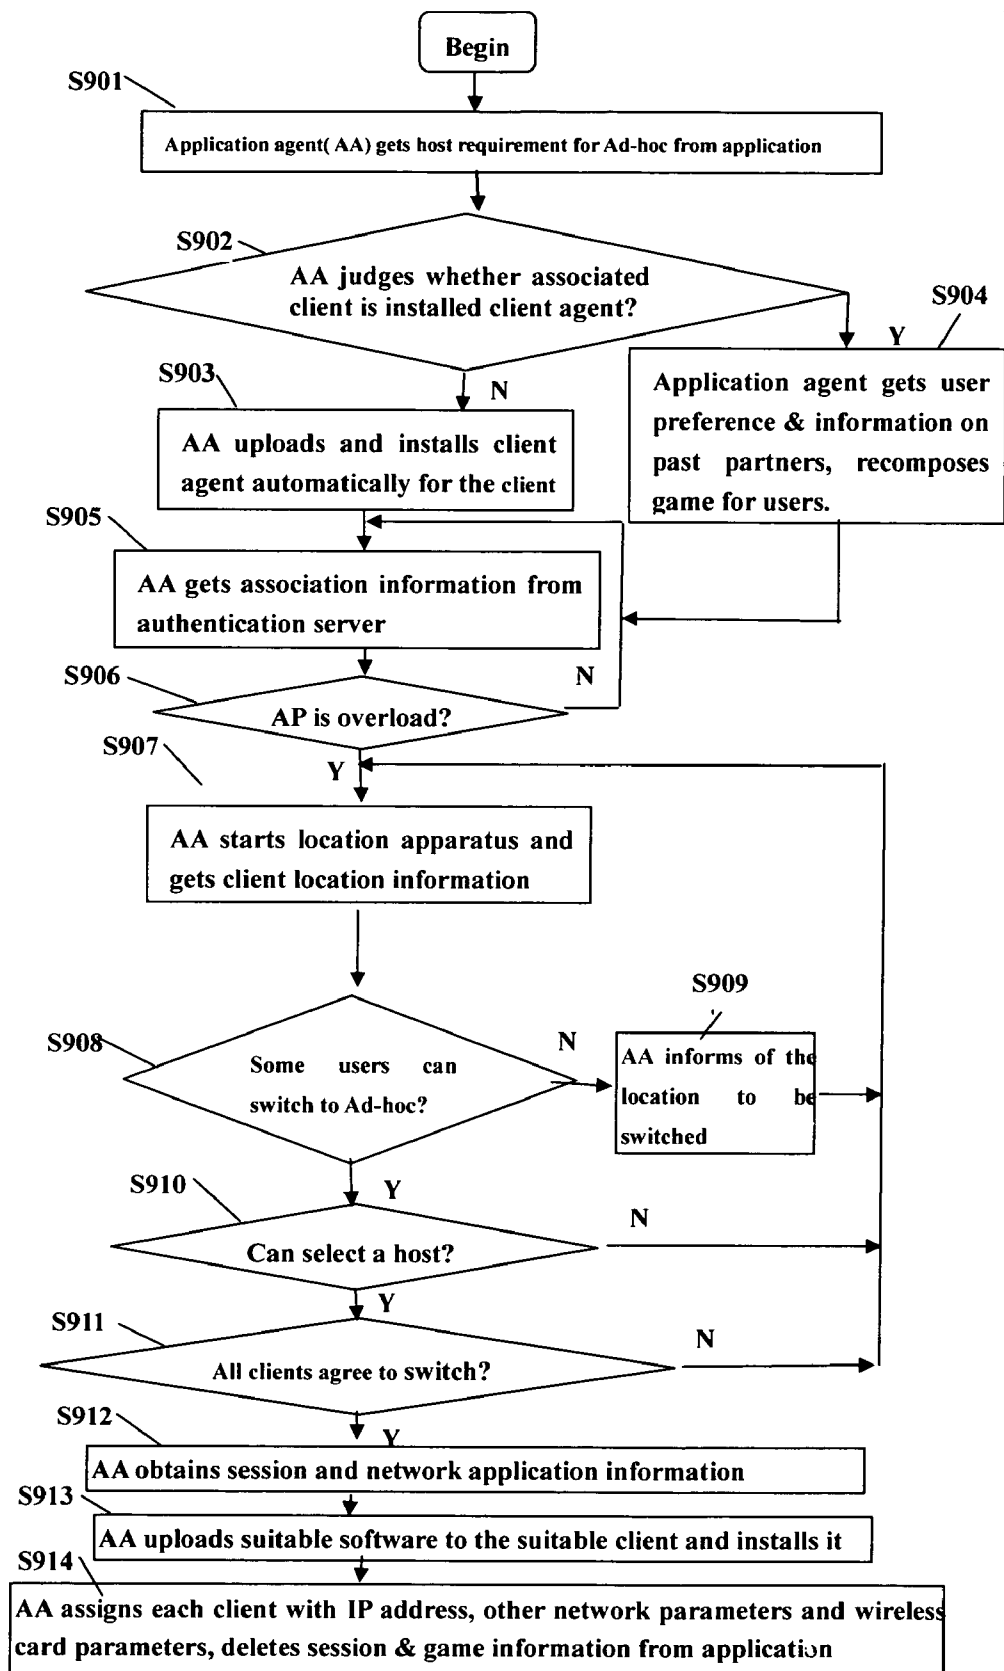 Begin
S901
Application agent( AA) gets host requirement for Ad-hoc from application
S902
AA judges whether associated
client is installed client agent?
S904
Y
S903
N
Application agent gets user
preference & information on
past partners, recomposes
game for users.
AA uploads and installs client
agent automatically for the client
S905
AA gets association information from
authentication server
S906
N
AP is overload?
S907
Y
AA starts location apparatus and
gets client location information
S909
S908
N
Some users can
switch to Ad-hoc?
AA informs of the
location to be
switched
S910
Y
N
Can select a host?
Y
S911
N
All clients agree to switch?
S912
Y
AA obtains session and network application information
S913
AA uploads suitable software to the suitable client and installs it
S914
AA assigns each client with IP address, other network parameters and wireless
card parameters, deletes session & game information from application